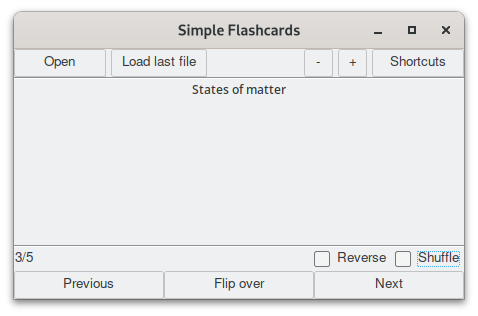 Simple Flashcards
Open Load last file - + Shortcuts
States of matter
3/5 Reverse Shuffle
Previous Flip over Next